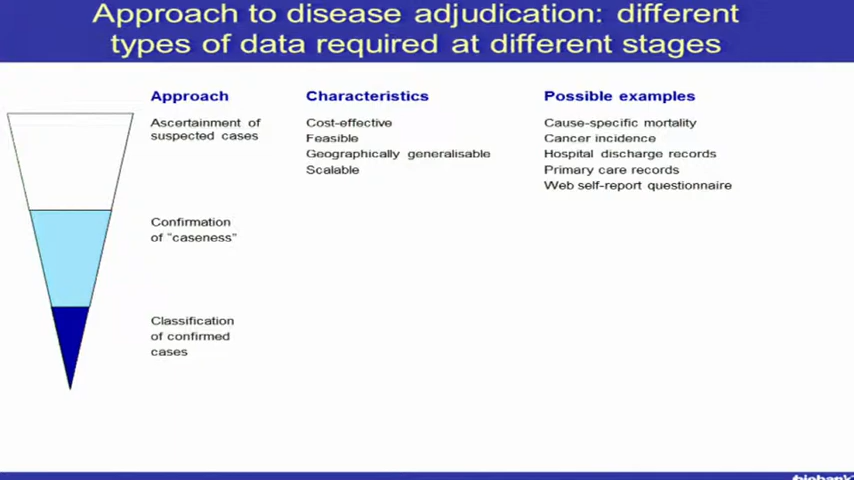 Approach to disease adjudication: different
types of data required at different stages
Approach
Characteristics
Possible examples
Ascertainment of
suspected cases
Cost-effective
Feasible
Geographically generalisable
Scalable
Cause-specific mortality
Cancer incidence
Hospital discharge records
Primary care records
Web self-report questionnaire
Confirmation
of "caseness"
Classification
of confirmed
cases